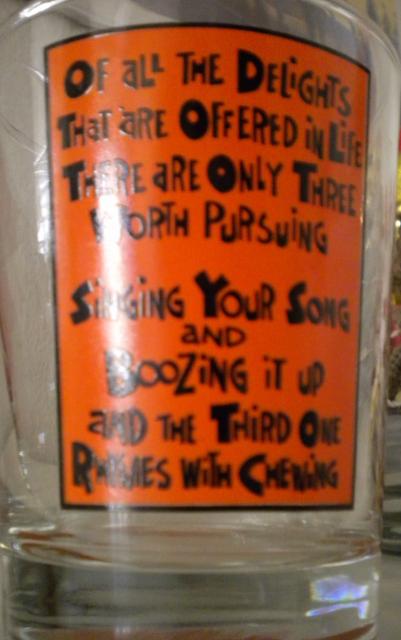 Of all the Delights
That are Offered in Life
There are Only Three
Worth Pursuing
Singing Your Song
and
Boozing it up
and the Third One
Rhymes with Chewing